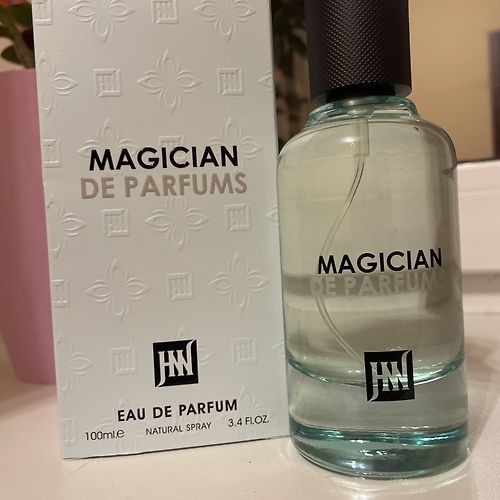 MAGICIAN
DE PARFUMS
JHW
EAU DE PARFUM
100ml.e NATURAL SPRAY 3.4 Fl.OZ.
MAGICIAN
DE PARFUMS
JHW